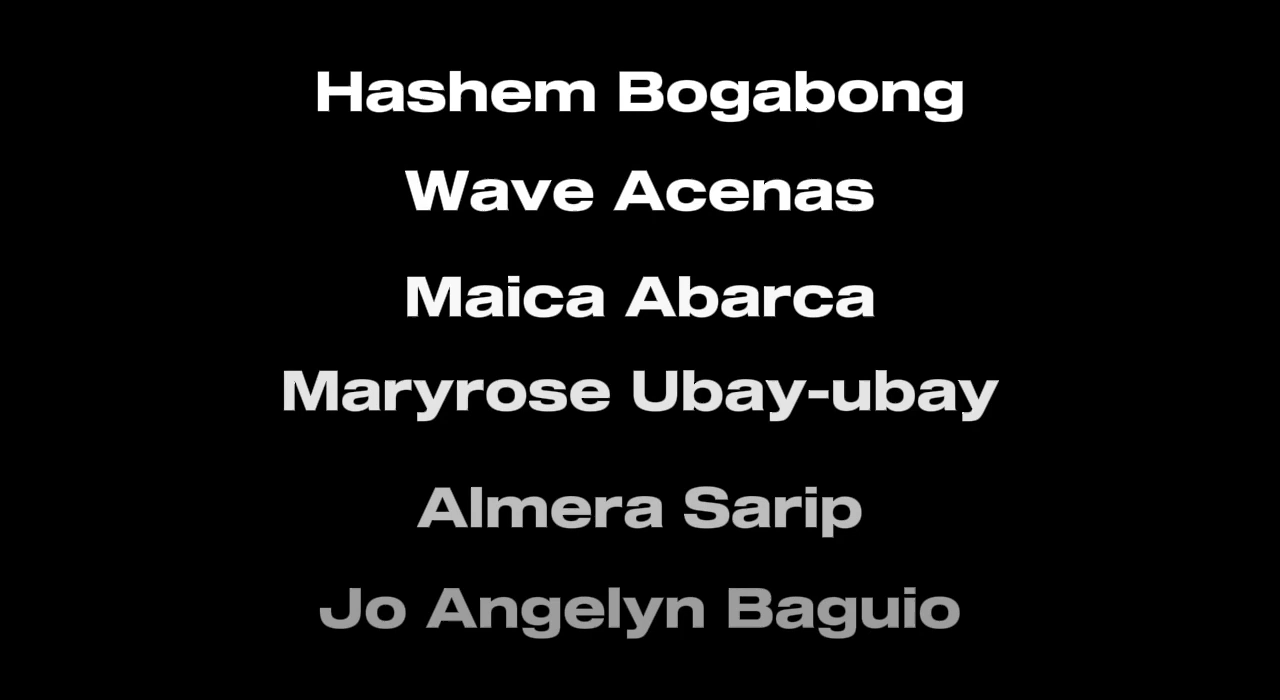 Hashem Bogabong
Wave Acenas
Maica Abarca
Maryrose Ubay-ubay
Almera Sarip
Jo Angelyn Baguio